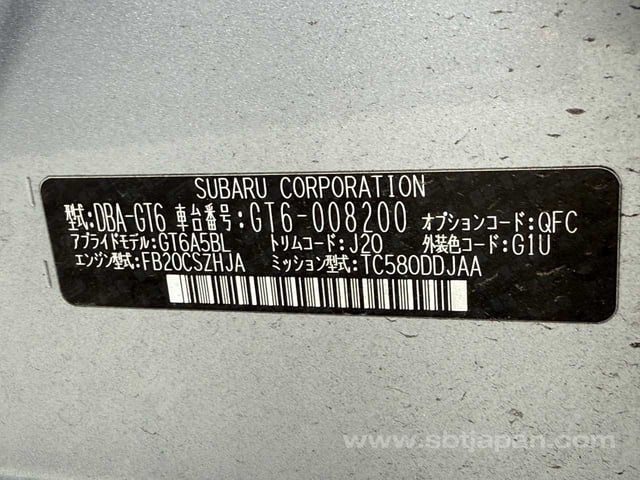 SUBARU CORPORATION
型式:DBA-GT6 車台番号:GT6-008200 オプションコード:QFC
アプライドモデル:GT6A5BL トリムコード:J20 外装色コード:G1U
エンジン型式:FB20CSZHJA ミッション型式:TC580DDJAA
www.sbtjapan.com